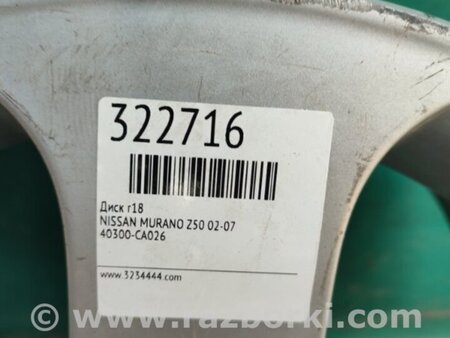 322716
Диск r18
NISSAN MURANO Z50 02-07
40300-CA026
www.3234444.com
© www.razborki.com